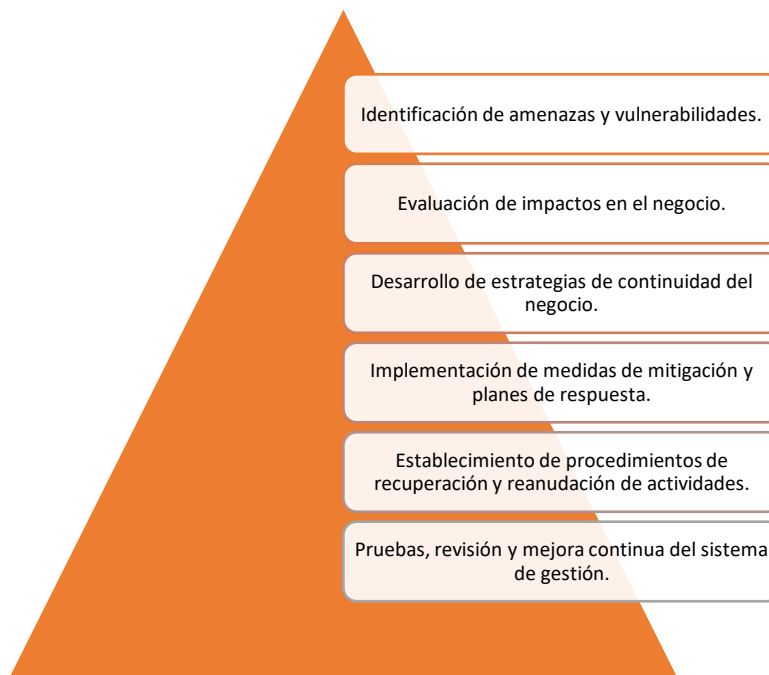 Identificación de amenazas y vulnerabilidades.
Evaluación de impactos en el negocio.
Desarrollo de estrategias de continuidad del
negocio.
Implementación de medidas de mitigación y
planes de respuesta.
Establecimiento de procedimientos de
recuperación y reanudación de actividades.
Pruebas, revisión y mejora continua del sistema
de gestión.